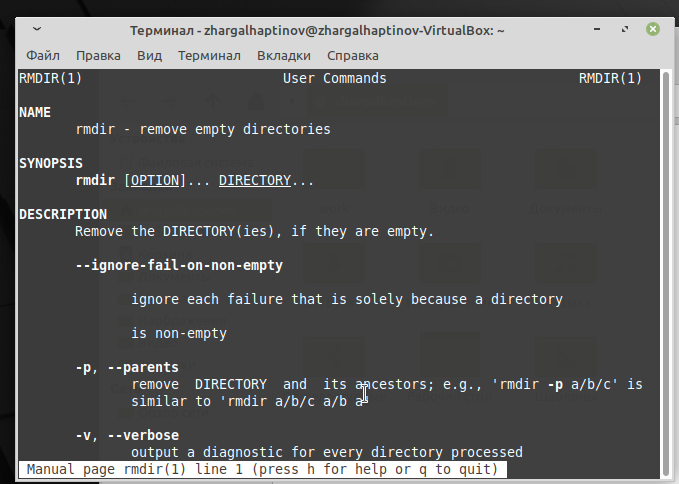 Терминал - zhargalhaptinov@zhargalhaptinov-VirtualBox: ~
Файл Правка Вид Терминал Вкладки Справка
RMDIR(1) User Commands RMDIR(1)
NAME
rmdir - remove empty directories
SYNOPSIS
rmdir [OPTION]... DIRECTORY...
DESCRIPTION
Remove the DIRECTORY(ies), if they are empty.
--ignore-fail-on-non-empty
ignore each failure that is solely because a directory
is non-empty
-p, --parents
remove DIRECTORY and its ancestors; e.g., 'rmdir -p a/b/c' is
similar to 'rmdir a/b/c a/b a'
-v, --verbose
output a diagnostic for every directory processed
Manual page rmdir(1) line 1 (press h for help or q to quit)